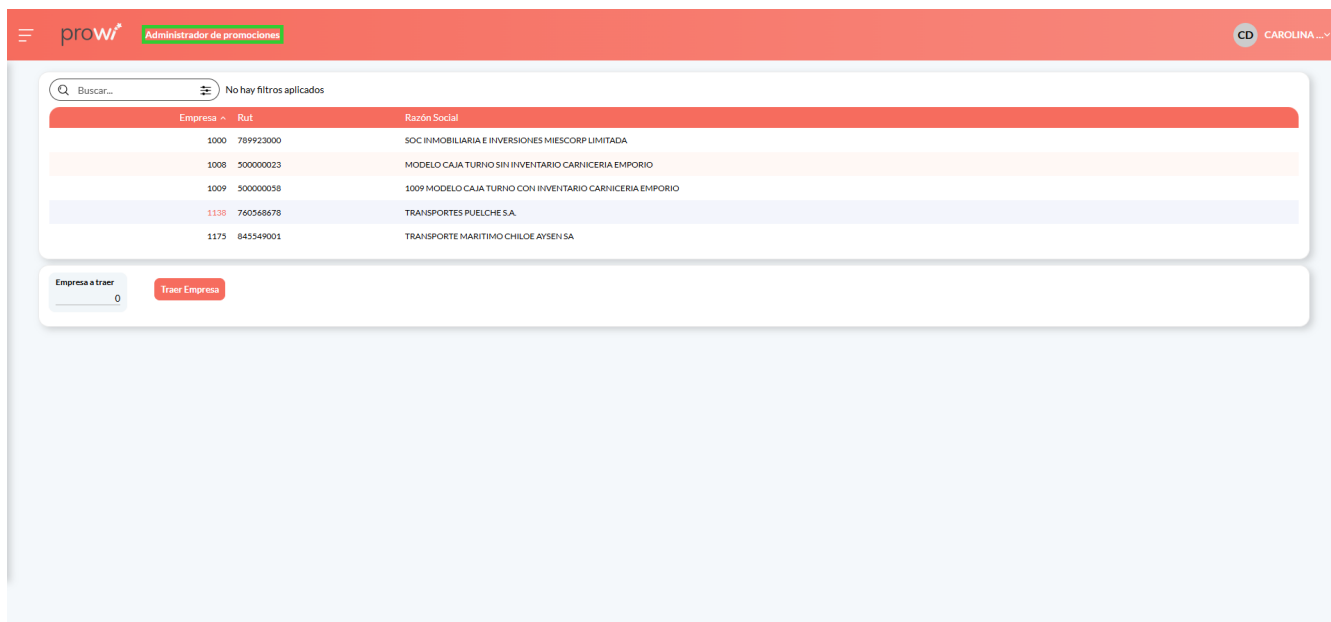 prowi Administrador de promociones CD CAROLINA ...
Buscar... No hay filtros aplicados
Empresa Rut Razón Social
1000 789923000 SOC INMOBILIARIA E INVERSIONES MIESCORP LIMITADA
1008 500000023 MODELO CAJA TURNO SIN INVENTARIO CARNICERIA EMPORIO
1009 500000058 1009 MODELO CAJA TURNO CON INVENTARIO CARNICERIA EMPORIO
1138 760568678 TRANSPORTES PUELCHE S.A.
1175 845549001 TRANSPORTE MARITIMO CHILOE AYSEN SA
Empresa a traer
0 Traer Empresa